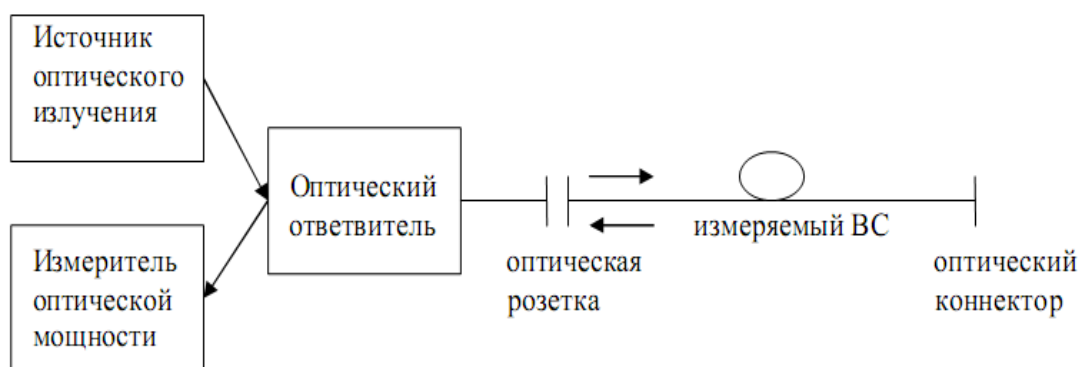 Источник
оптического
излучения
Оптический
ответвитель
Измеритель
оптической
мощности
оптическая
розетка
измеряемый ВС
оптический
коннектор